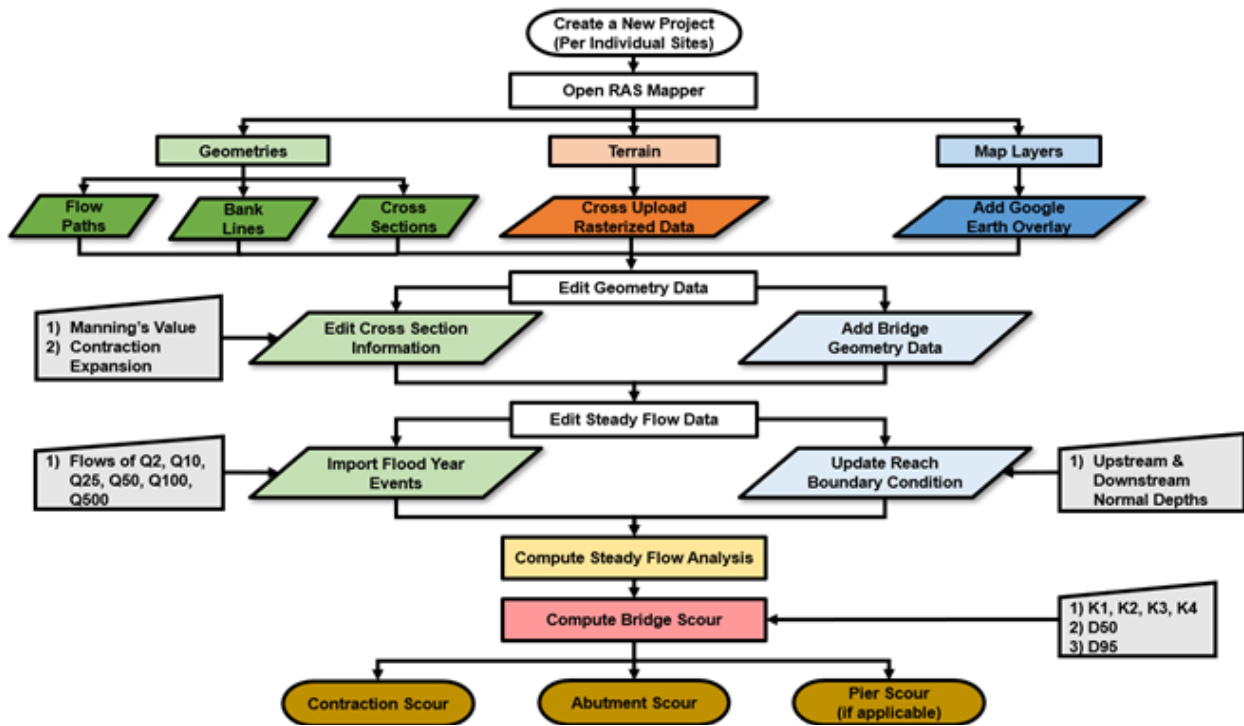 Create a New Project
(Per Individual Sites)
Open RAS Mapper
Geometries
Terrain
Map Layers
Flow
Paths
Bank
Lines
Cross
Sections
Cross Upload
Rasterized Data
Add Google
Earth Overlay
Edit Geometry Data
1) Manning's Value
2) Contraction
Expansion
Edit Cross Section
Information
Add Bridge
Geometry Data
Edit Steady Flow Data
1) Flows of Q2, Q10,
Q25, Q50, Q100,
Q500
Import Flood Year
Events
Update Reach
Boundary Condition
1) Upstream &
Downstream
Normal Depths
Compute Steady Flow Analysis
Compute Bridge Scour
1) K1, K2, K3, K4
2) D50
3) D95
Contraction Scour
Abutment Scour
Pier Scour
(if applicable)